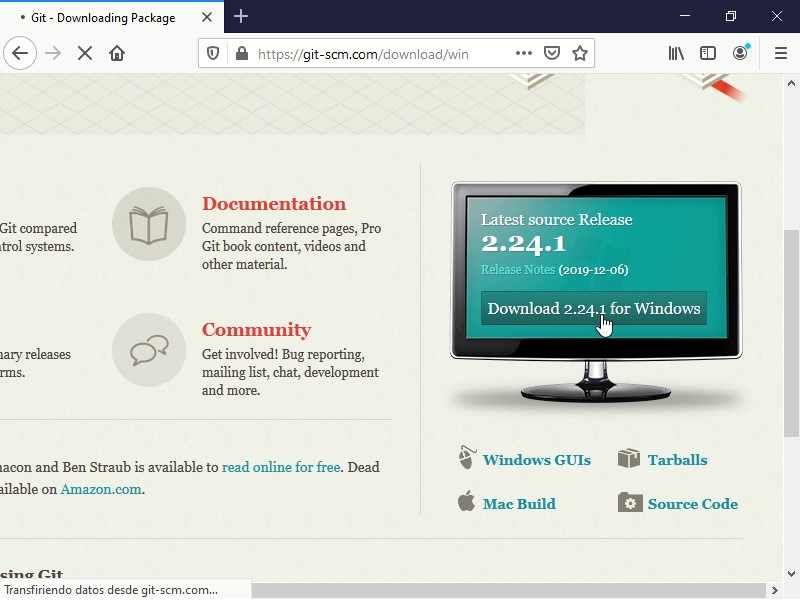 Git - Downloading Package
https://git-scm.com/download/win
Git compared
ntrol systems.
Documentation
Command reference pages, Pro
Git book content, videos and
other material.
nary releases
rms.
Community
Get involved! Bug reporting,
mailing list, chat, development
and more.
Latest source Release
2.24.1
Release Notes (2019-12-06)
Download 2.24.1 for Windows
Windows GUIs
Tarballs
Mac Build
Source Code
nacon and Ben Straub is available to read online for free. Dead
ailable on Amazon.com.
sing Git
Transfiriendo datos desde git-scm.com...